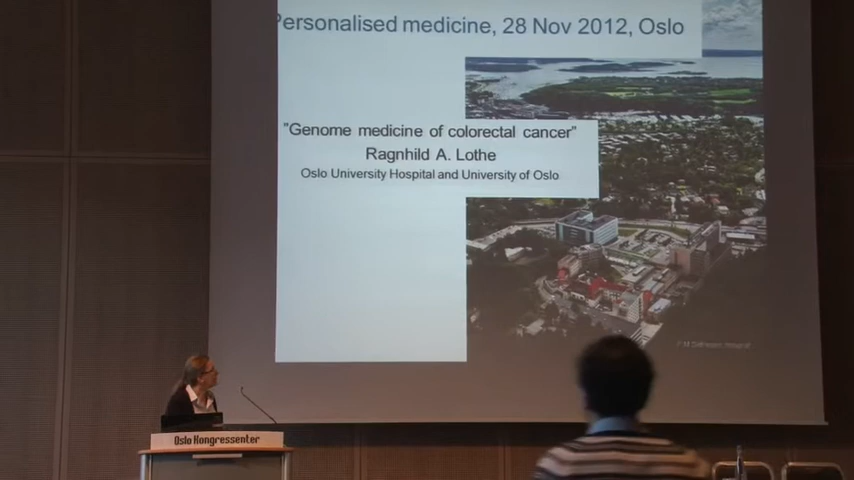 Personalised medicine, 28 Nov 2012, Oslo
"Genome medicine of colorectal cancer"
Ragnhild A. Lothe
Oslo University Hospital and University of Oslo
Oslo Kongressenter